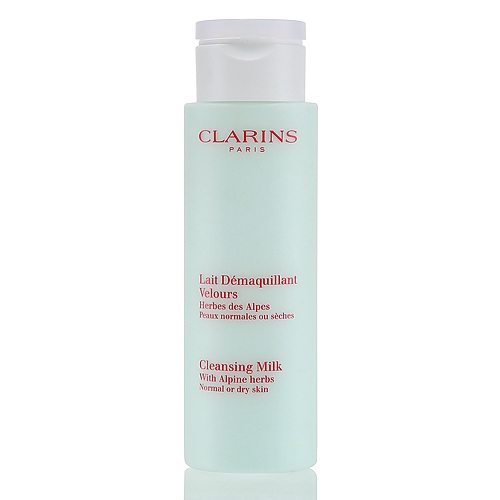 CLARINS
PARIS
Lait Démaquillant
Velours
Herbes des Alpes
Peaux normales ou sèches
Cleansing Milk
With Alpine herbs
Normal or dry skin